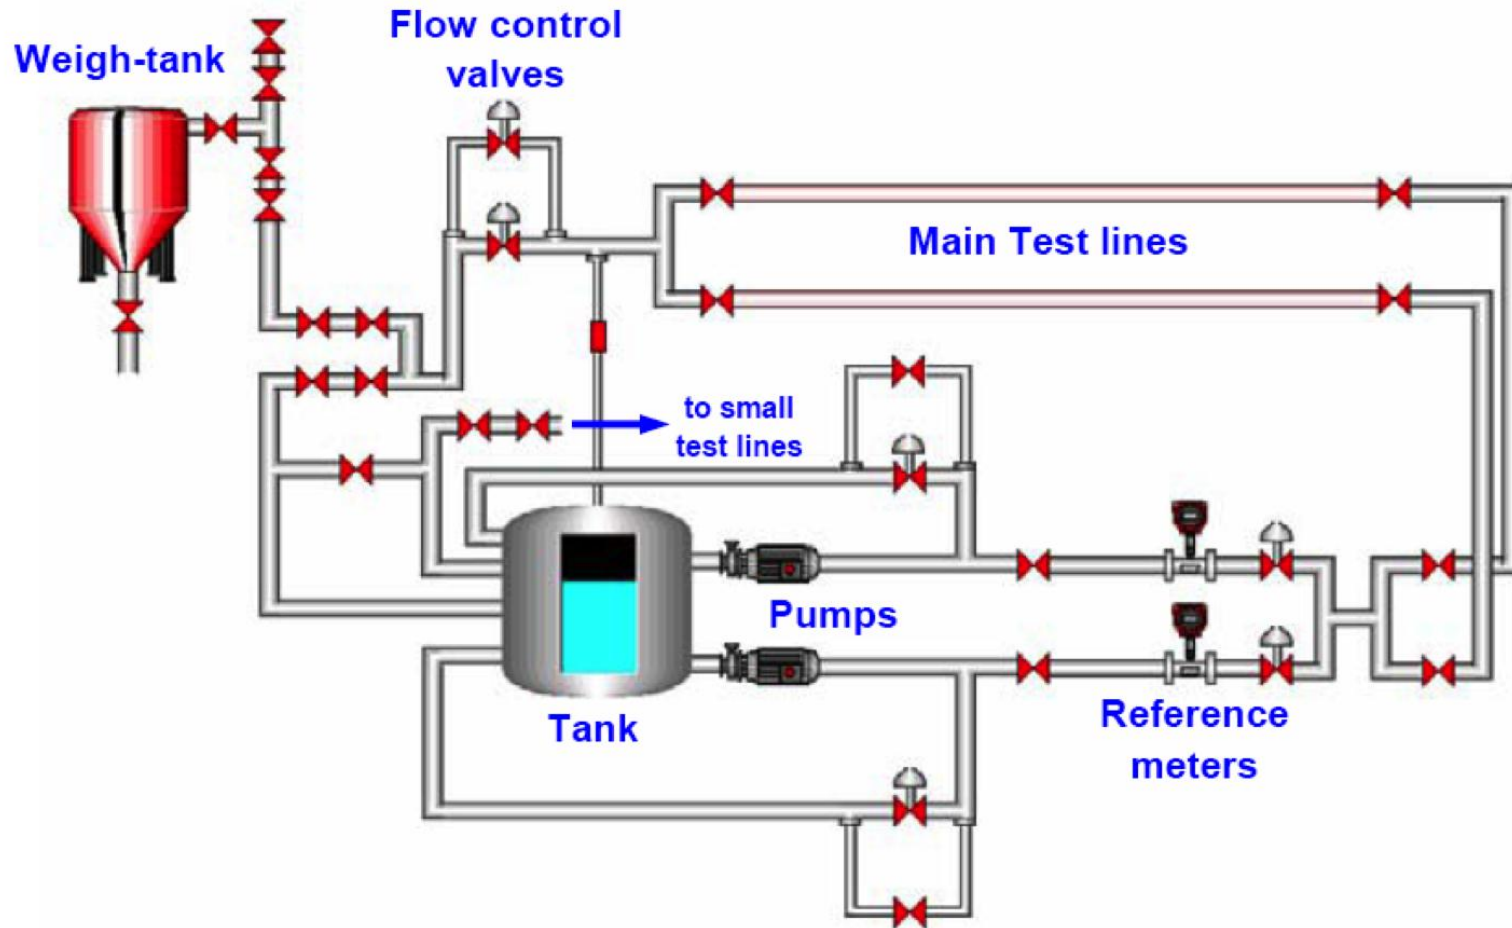 Flow control
valves
Weigh-tank
Main Test lines
to small
test lines
Pumps
Tank
Reference
meters